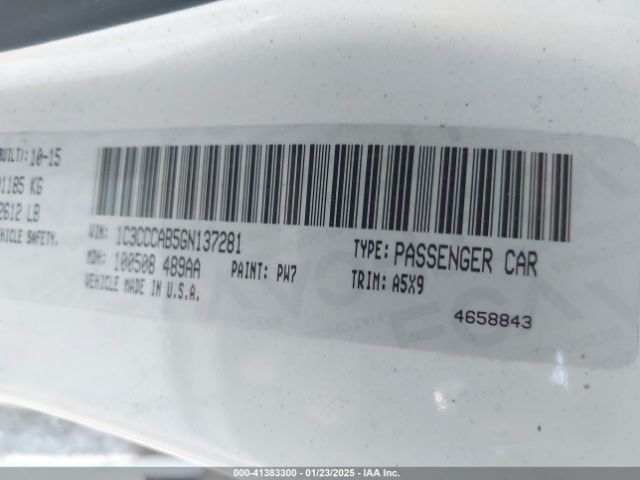 BUILT): 10-15
01185 KG
2612 LB
VEHICLE SAFETY.
VIN: 1C3CCCAB5GN137281
MDH: 100508 489AA
PAINT: PW7
VEHICLE MADE IN U.S.A.
TYPE: PASSENGER CAR
TRIM: A5X9
4658843
000-41383300 - 01/23/2025 - IAA Inc.